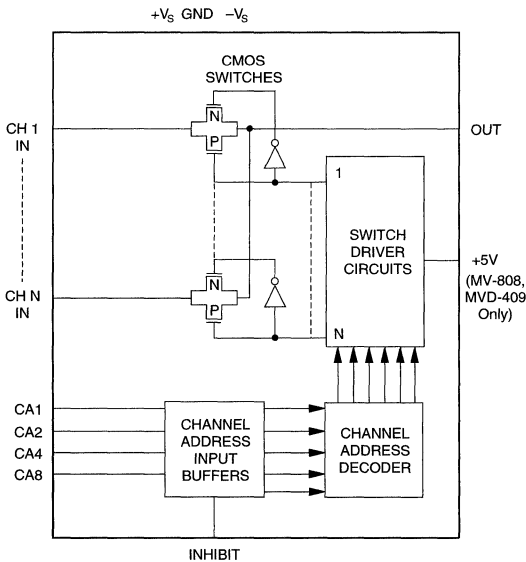 +VS GND –VS
CMOS
SWITCHES
N
P
CH 1
IN
OUT
1
SWITCH
DRIVER
CIRCUITS
N
+5V
(MV-808,
MVD-409
Only)
N
P
CH N
IN
CA1
CA2
CA4
CA8
CHANNEL
ADDRESS
INPUT
BUFFERS
CHANNEL
ADDRESS
DECODER
INHIBIT